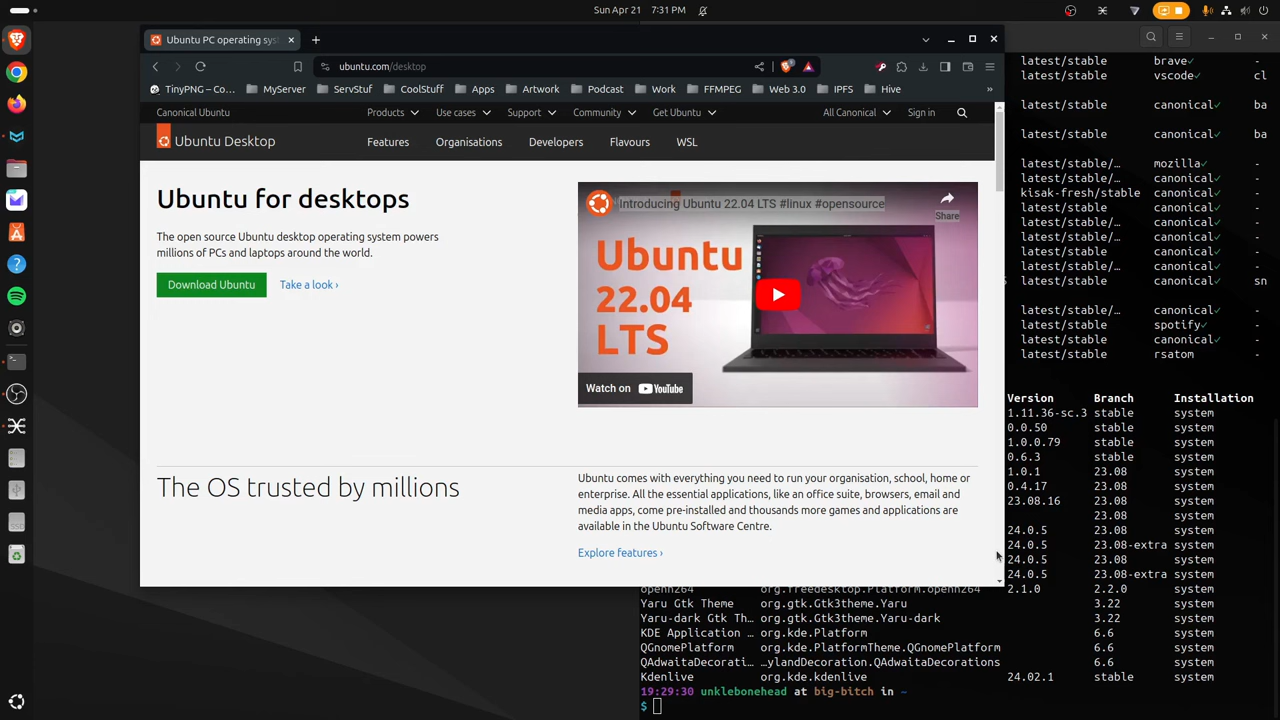 Sun Apr 21 7:31 PM
Ubuntu PC operating sys
ubuntu.com/desktop
TinyPNG – Co…
MyServer
ServStuf
CoolStuff
Apps
Artwork
Podcast
Work
FFMPEG
Web 3.0
IPFS
Hive
»
Canonical Ubuntu
Products
Use cases
Support
Community
Get Ubuntu
All Canonical
Sign in
Ubuntu Desktop
Features
Organisations
Developers
Flavours
WSL
Ubuntu for desktops
The open source Ubuntu desktop operating system powers
millions of PCs and laptops around the world.
Download Ubuntu
Take a look ›
Introducing Ubuntu 22.04 LTS #linux #opensource
Share
Ubuntu
22.04
LTS
Watch on YouTube
The OS trusted by millions
Ubuntu comes with everything you need to run your organisation, school, home or
enterprise. All the essential applications, like an office suite, browsers, email and
media apps, come pre-installed and thousands more games and applications are
available in the Ubuntu Software Centre.
Explore features ›
latest/stable brave✓ -
latest/stable vscode✓ cl
latest/stable canonical✓ ba
latest/stable canonical✓ ba
latest/stable/… mozilla✓ -
latest/stable/… canonical✓ -
kisak-fresh/stable canonical✓ -
latest/stable canonical✓ -
latest/stable/… canonical✓ -
latest/stable canonical✓ -
latest/stable/… canonical✓ -
latest/stable/… canonical✓ -
latest/stable canonical✓ sn
latest/stable/… canonical✓ -
latest/stable spotify✓ -
latest/stable canonical✓ -
latest/stable rsatom -
Version Branch Installation
1.11.36-sc.3 stable system
0.0.50 stable system
1.0.0.79 stable system
0.6.3 stable system
1.0.1 23.08 system
0.4.17 23.08 system
23.08.16 23.08 system
23.08 system
24.0.5 23.08 system
24.0.5 23.08-extra system
24.0.5 23.08 system
24.0.5 23.08-extra system
openh264 org.freedesktop.Platform.openh264 2.1.0 2.2.0 system
Yaru Gtk Theme org.gtk.Gtk3theme.Yaru 3.22 system
Yaru-dark Gtk Th… org.gtk.Gtk3theme.Yaru-dark 3.22 system
KDE Application … org.kde.Platform 6.6 system
QGnomePlatform org.kde.PlatformTheme.QGnomePlatform 6.6 system
QAdwaitaDecorati… …ylandDecoration.QAdwaitaDecorations 6.6 system
Kdenlive org.kde.kdenlive 24.02.1 stable system
19:29:30 unklebonehead at big-bitch in ~
$